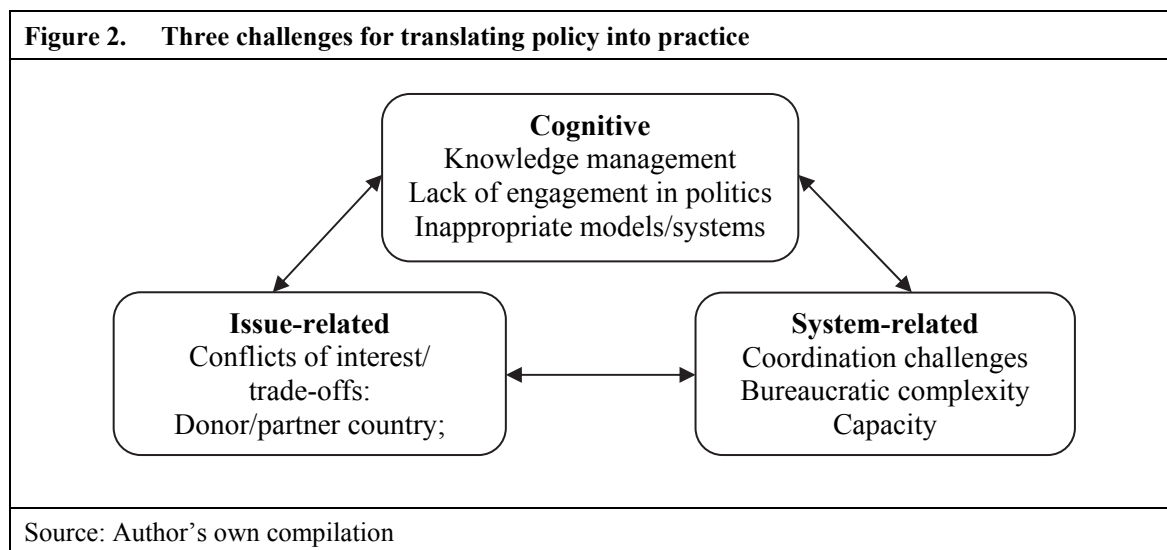 Figure 2. Three challenges for translating policy into practice
Cognitive
Knowledge management
Lack of engagement in politics
Inappropriate models/systems
Issue-related
Conflicts of interest/
trade-offs:
Donor/partner country;
System-related
Coordination challenges
Bureaucratic complexity
Capacity
Source: Author's own compilation